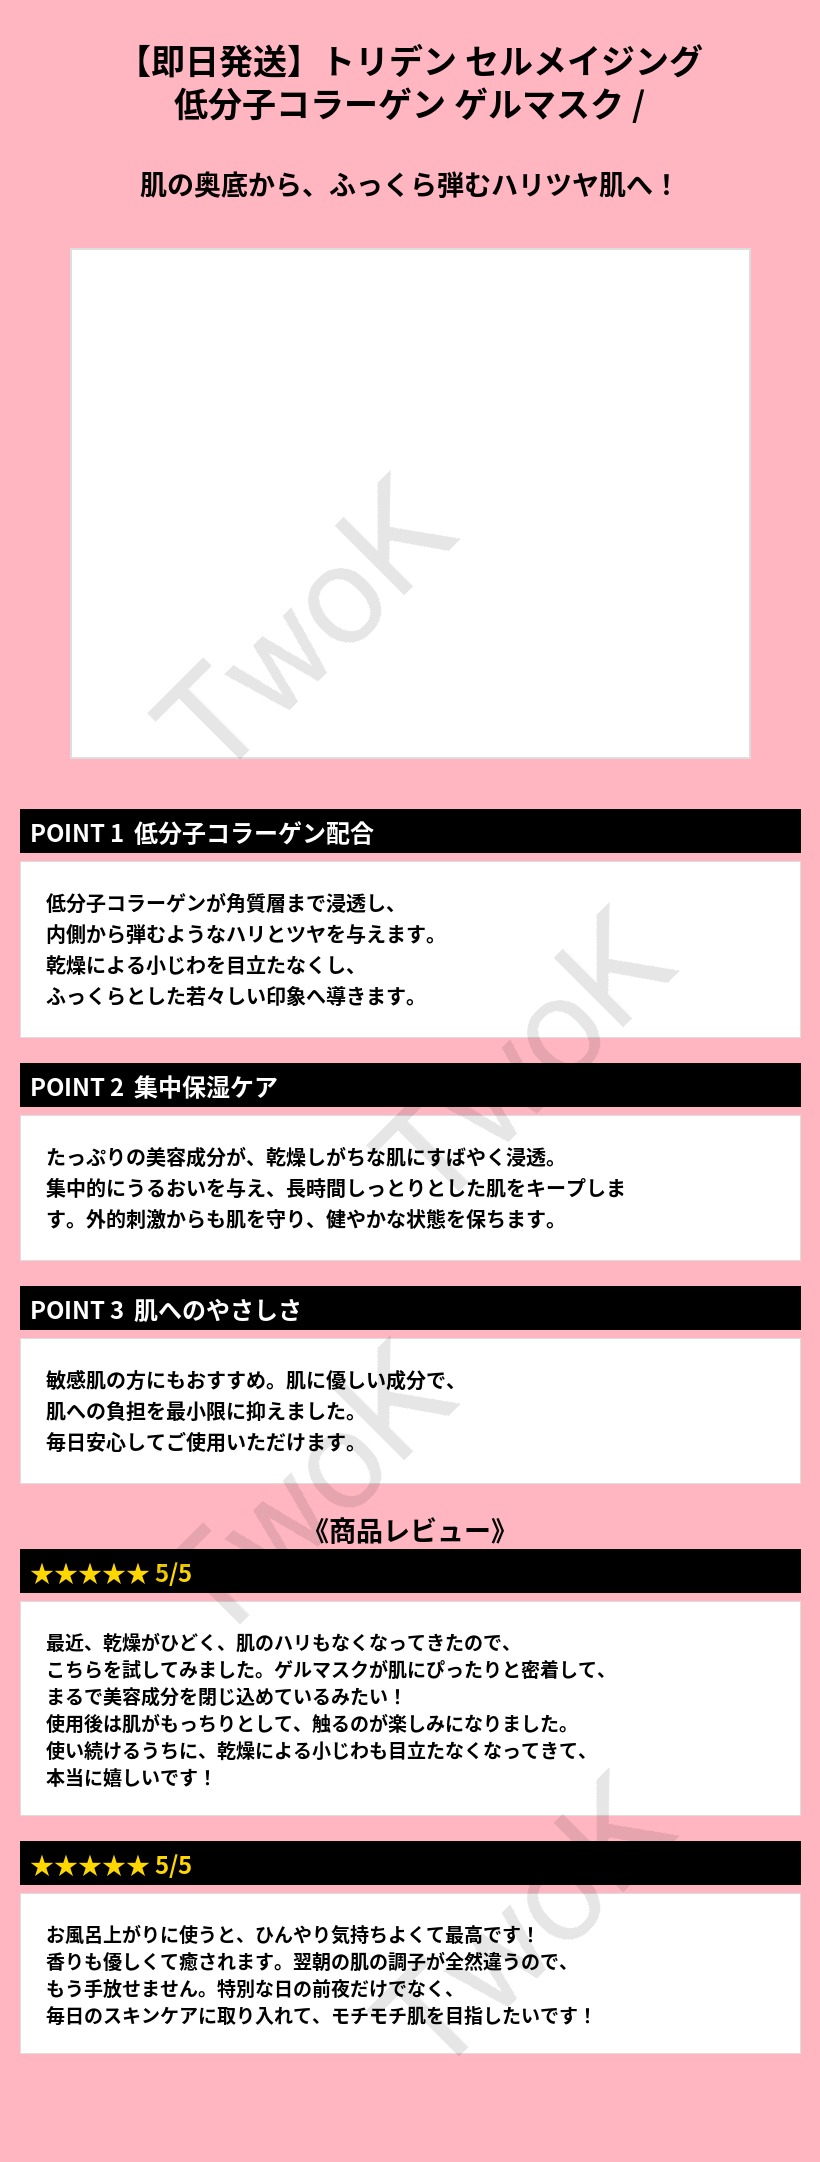 【即日発送】トリデン セルメイジング
低分子コラーゲン ゲルマスク /
肌の奥底から、ふっくら弾むハリツヤ肌へ！
TwoK
POINT 1 低分子コラーゲン配合
低分子コラーゲンが角質層まで浸透し、
内側から弾むようなハリとツヤを与えます。
乾燥による小じわを目立たなくし、
ふっくらとした若々しい印象へ導きます。
TwoK
POINT 2 集中保湿ケア
たっぷりの美容成分が、乾燥しがちな肌にすばやく浸透。
集中的にうるおいを与え、長時間しっとりとした肌をキープしま
す。外的刺激からも肌を守り、健やかな状態を保ちます。
POINT 3 肌へのやさしさ
敏感肌の方にもおすすめ。肌に優しい成分で、
肌への負担を最小限に抑えました。
毎日安心してご使用いただけます。
TwoK
《商品レビュー》
★★★★★ 5/5
最近、乾燥がひどく、肌のハリもなくなってきたので、
こちらを試してみました。ゲルマスクが肌にぴったりと密着して、
まるで美容成分を閉じ込めているみたい！
使用後は肌がもっちりとして、触るのが楽しみになりました。
使い続けるうちに、乾燥による小じわも目立たなくなってきて、
本当に嬉しいです！
★★★★★ 5/5
お風呂上がりに使うと、ひんやり気持ちよくて最高です！
香りも優しくて癒されます。翌朝の肌の調子が全然違うので、
もう手放せません。特別な日の前夜だけでなく、
毎日のスキンケアに取り入れて、モチモチ肌を目指したいです！
TwoK